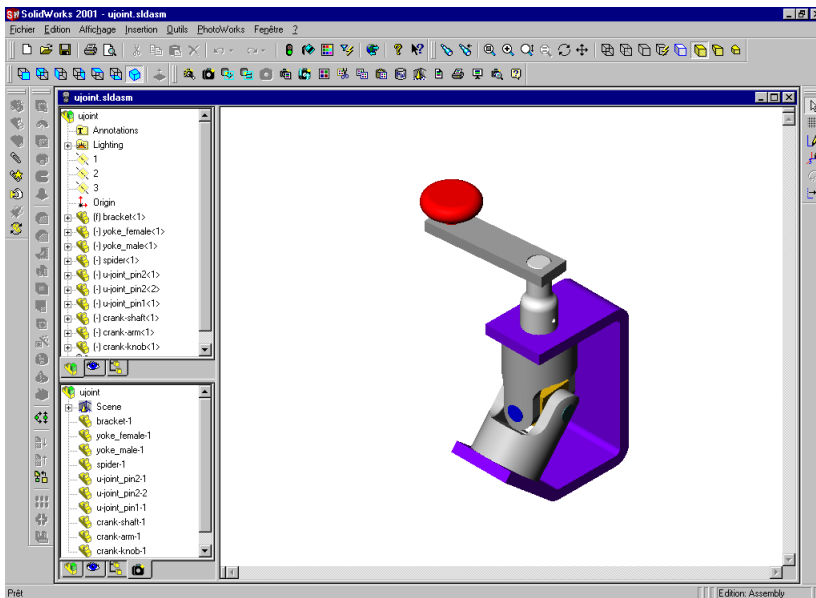 SolidWorks 2001 - ujoint.sldasm
Fichier Edition Affichage Insertion Outils PhotoWorks Fenêtre ?
ujoint.sldasm
ujoint
Annotations
Lighting
1
2
3
Origin
(f) bracket<1>
(-) yoke_female<1>
(-) yoke_male<1>
(-) spider<1>
(-) u-joint_pin2<1>
(-) u-joint_pin2<2>
(-) u-joint_pin1<1>
(-) crank-shaft<1>
(-) crank-arm<1>
(-) crank-knob<1>
ujoint
Scene
bracket-1
yoke_female-1
yoke_male-1
spider-1
u-joint_pin2-1
u-joint_pin2-2
u-joint_pin1-1
crank-shaft-1
crank-arm-1
crank-knob-1
Prêt
Edition: Assembly